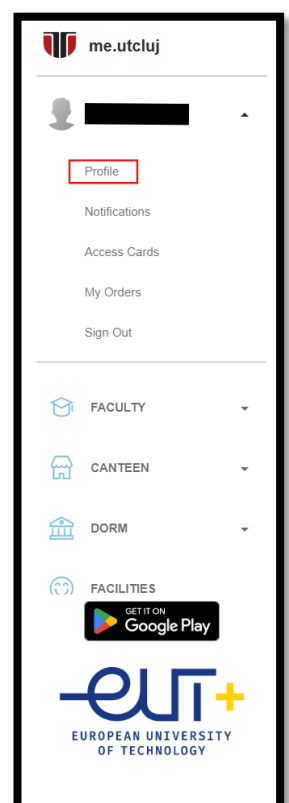 me.utcluj
Profile
Notifications
Access Cards
My Orders
Sign Out
FACULTY
CANTEEN
DORM
FACILITIES
GET IT ON
Google Play
eut+
EUROPEAN UNIVERSITY
OF TECHNOLOGY